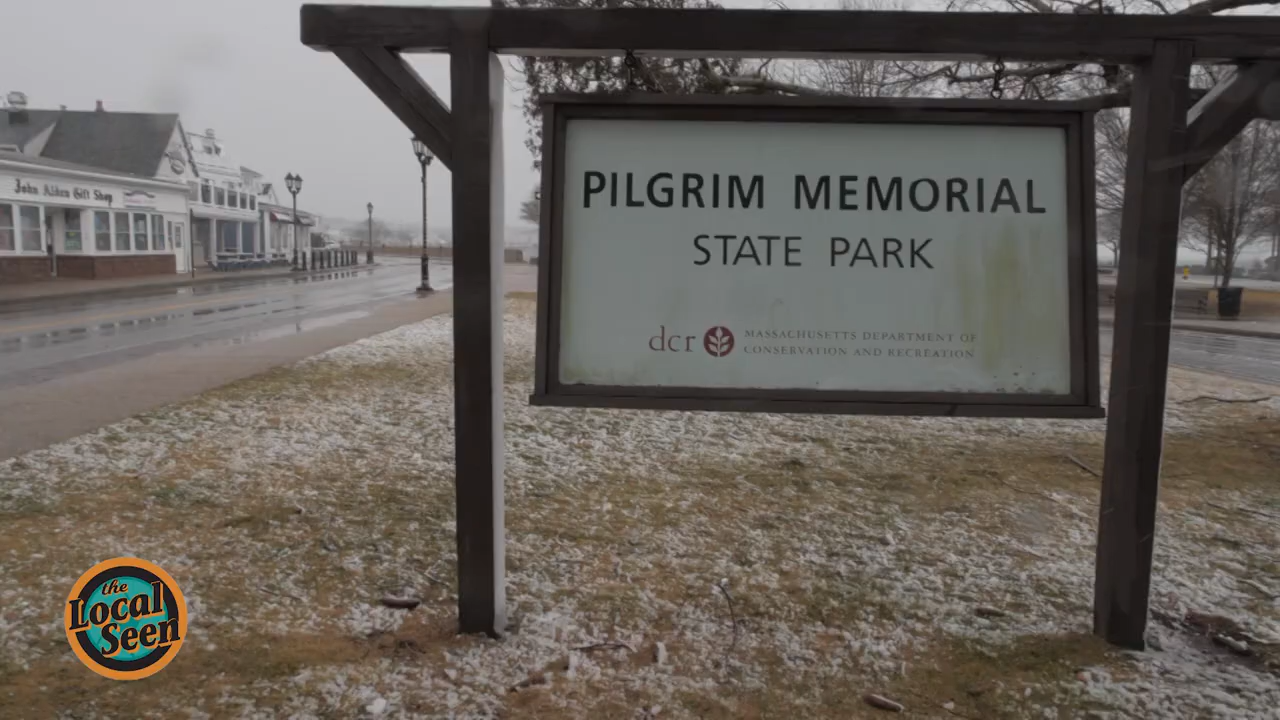 John Alden Gift Shop
PILGRIM MEMORIAL
STATE PARK
dcr
MASSACHUSETTS DEPARTMENT OF
CONSERVATION AND RECREATION
the
Local
Seen